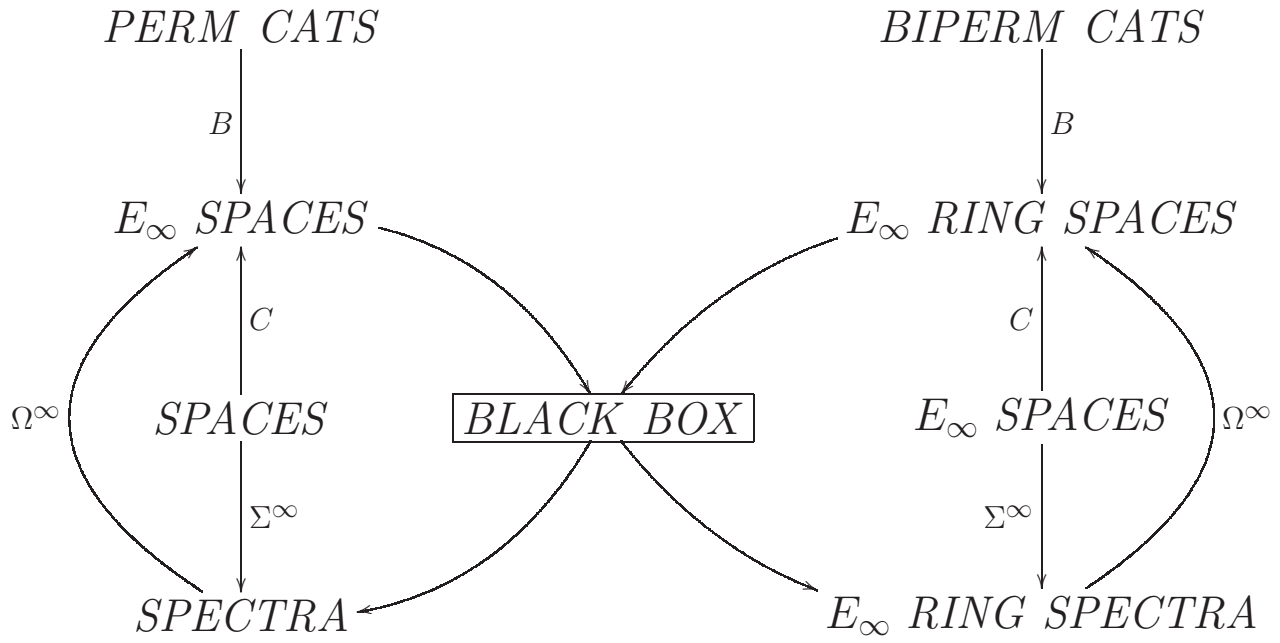 PERM CATS BIPERM CATS
B B
E∞ SPACES E∞ RING SPACES
C C
Ω∞ SPACES BLACK BOX E∞ SPACES Ω∞
Σ∞ Σ∞
SPECTRA E∞ RING SPECTRA